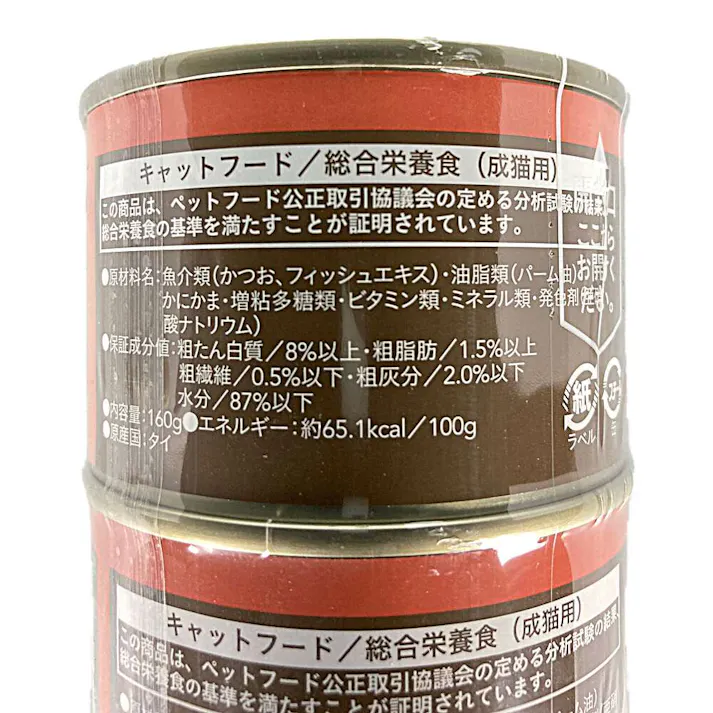 キャットフード/総合栄養食(成猫用)
この商品は、ペットフード公正取引協議会の定める分析試験の結果、
総合栄養食の基準を満たすことが証明されています。
●原材料名:魚介類(かつお、フィッシュエキス)・油脂類(パーム油)
かにかま・増粘多糖類・ビタミン類・ミネラル類・発色剤
酸ナトリウム)
●保証成分値:粗たん白質/8%以上・粗脂肪/1.5%以上
粗繊維/0.5%以下・粗灰分/2.0%以下
水分/87%以下
●内容量:160g●エネルギー:約65.1kcal/100g
●原産国:タイ
ここから
お開けく
ださい。
紙
ラベル
キャットフード/総合栄養食(成猫用)
この商品は、ペットフード公正取引協議会の定める分析試験の結果、
総合栄養食の基準を満たすことが証明されています。